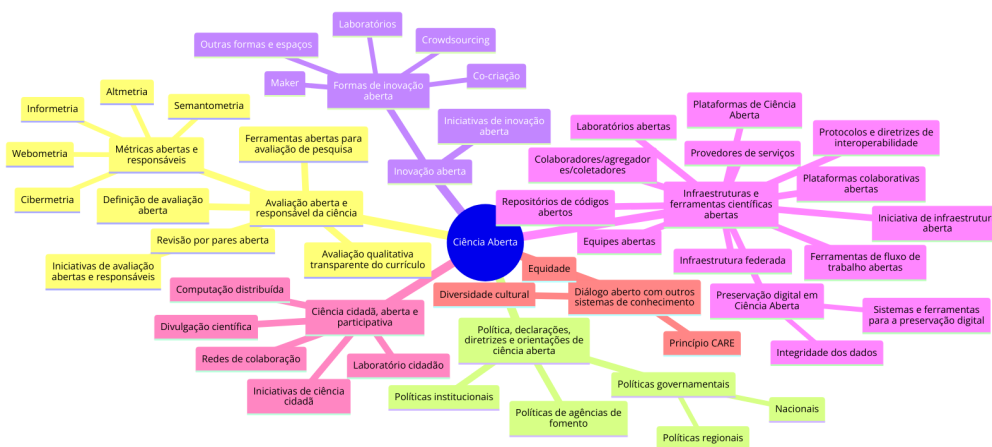 Laboratórios
Outras formas e espaços
Crowdsourcing
Maker
Formas de inovação
aberta
Co-criação
Iniciativas de inovação
aberta
Inovação aberta
Altmetria
Informetria
Semantometria
Webometria
Métricas abertas e
responsáveis
Cibermetria
Ferramentas abertas para
avaliação de pesquisa
Definição de avaliação
aberta
Avaliação aberta e
responsável da ciência
Revisão por pares aberta
Iniciativas de avaliação
abertas e responsáveis
Avaliação qualitativa
transparente do currículo
Ciência Aberta
Plataformas de Ciência
Aberta
Laboratórios abertas
Protocolos e diretrizes de
interoperabilidade
Provedores de serviços
Colaboradores/agregador
es/coletadores
Plataformas colaborativas
abertas
Infraestruturas e
ferramentas científicas
abertas
Repositórios de códigos
abertos
Iniciativa de infraestrutur
aberta
Equipes abertas
Ferramentas de fluxo de
trabalho abertas
Infraestrutura federada
Preservação digital em
Ciência Aberta
Sistemas e ferramentas
para a preservação digital
Integridade dos dados
Equidade
Diversidade cultural
Diálogo aberto com outros
sistemas de conhecimento
Princípio CARE
Computação distribuída
Ciência cidadã, aberta e
participativa
Divulgação científica
Redes de colaboração
Laboratório cidadão
Iniciativas de ciência
cidadã
Política, declarações,
diretrizes e orientações de
ciência aberta
Políticas institucionais
Políticas de agências de
fomento
Políticas governamentais
Nacionais
Políticas regionais